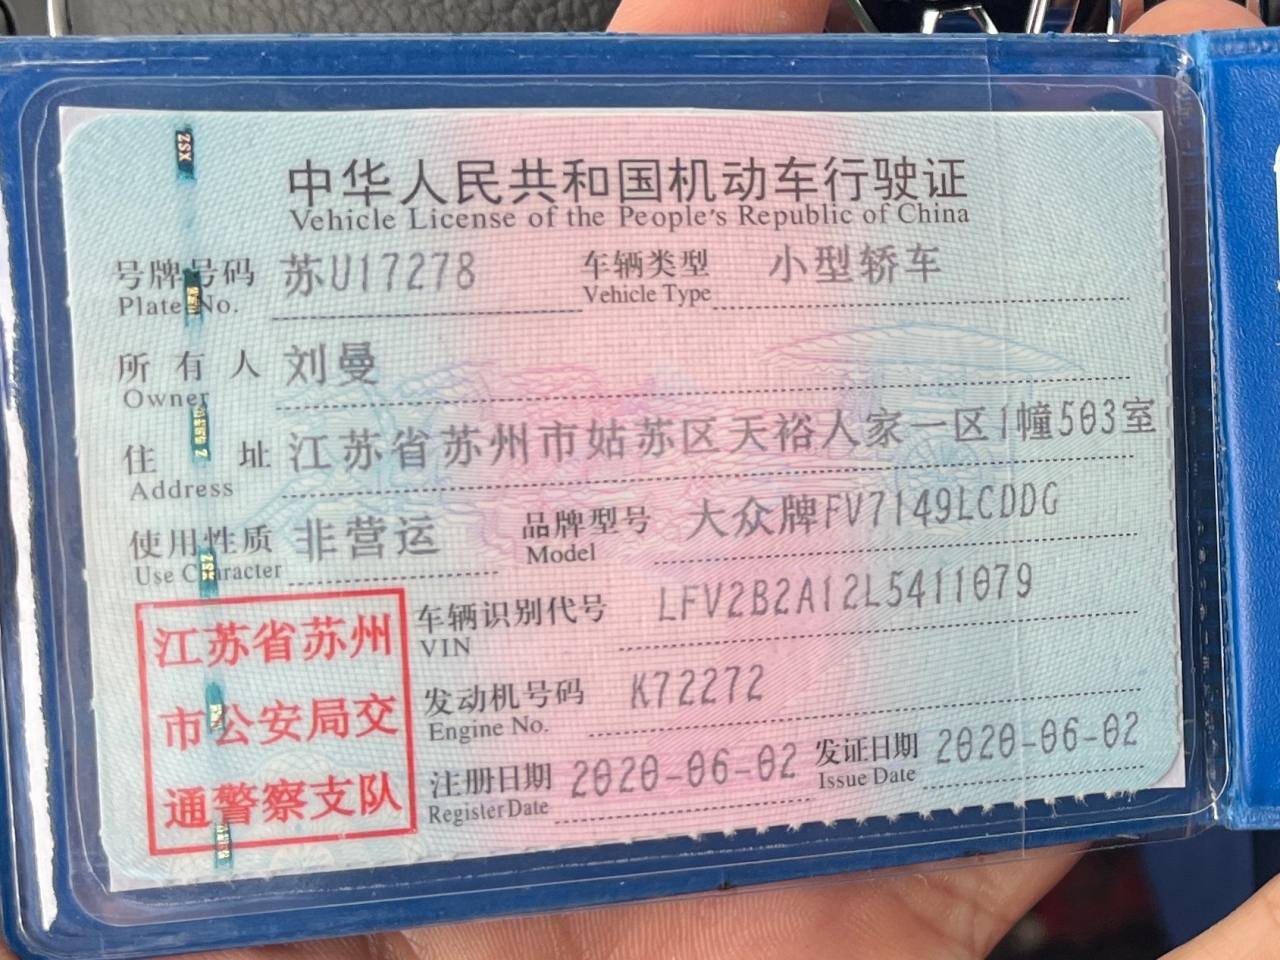 中华人民共和国机动车行驶证
Vehicle License of the People's Republic of China
号牌号码 苏U17278 车辆类型 小型轿车
Plate No. Vehicle Type
所有人 刘曼
Owner
住址 江苏省苏州市姑苏区天裕人家一区1幢503室
Address
使用性质 非营运 品牌型号 大众牌FV7149LCDDG
Use Character Model
江苏省苏州
市公安局交
通警察支队
车辆识别代号 LFV2B2A12L5411079
VIN
发动机号码 K72272
Engine No.
注册日期 2020-06-02 发证日期 2020-06-02
Register Date Issue Date